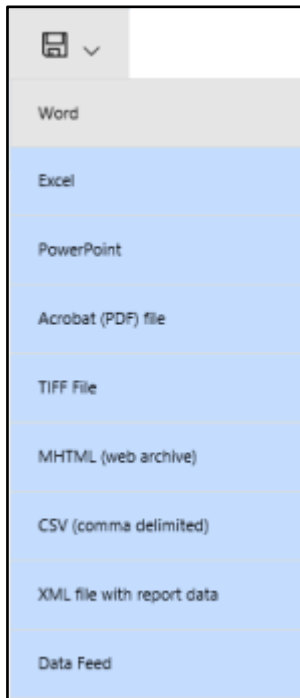 Word
Excel
PowerPoint
Acrobat (PDF) file
TIFF File
MHTML (web archive)
CSV (comma delimited)
XML file with report data
Data Feed